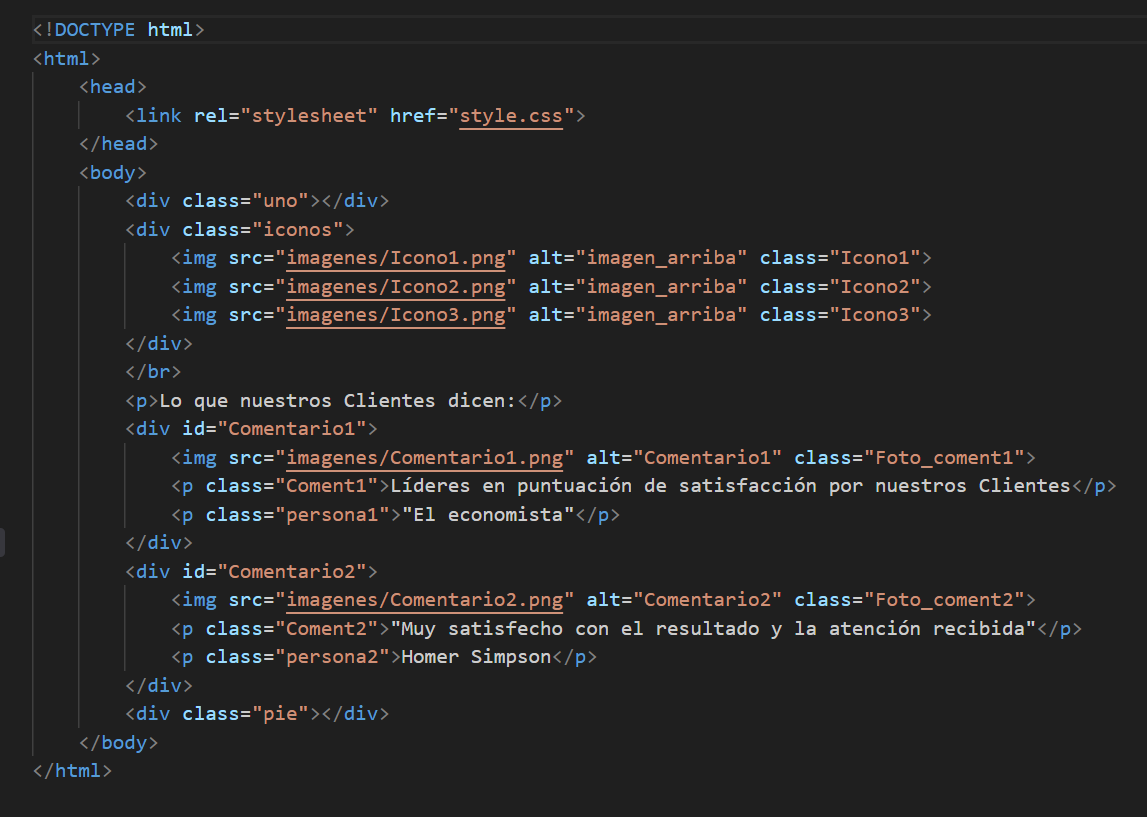 <!DOCTYPE html>
<html>
    <head>
        <link rel="stylesheet" href="style.css">
    </head>
    <body>
        <div class="uno"></div>
        <div class="iconos">
            <img src="imagenes/Icono1.png" alt="imagen_arriba" class="Icono1">
            <img src="imagenes/Icono2.png" alt="imagen_arriba" class="Icono2">
            <img src="imagenes/Icono3.png" alt="imagen_arriba" class="Icono3">
        </div>
        </br>
        <p>Lo que nuestros Clientes dicen:</p>
        <div id="Comentario1">
            <img src="imagenes/Comentario1.png" alt="Comentario1" class="Foto_coment1">
            <p class="Coment1">Líderes en puntuación de satisfacción por nuestros Clientes</p>
            <p class="persona1">"El economista"</p>
        </div>
        <div id="Comentario2">
            <img src="imagenes/Comentario2.png" alt="Comentario2" class="Foto_coment2">
            <p class="Coment2">"Muy satisfecho con el resultado y la atención recibida"</p>
            <p class="persona2">Homer Simpson</p>
        </div>
        <div class="pie"></div>
    </body>
</html>